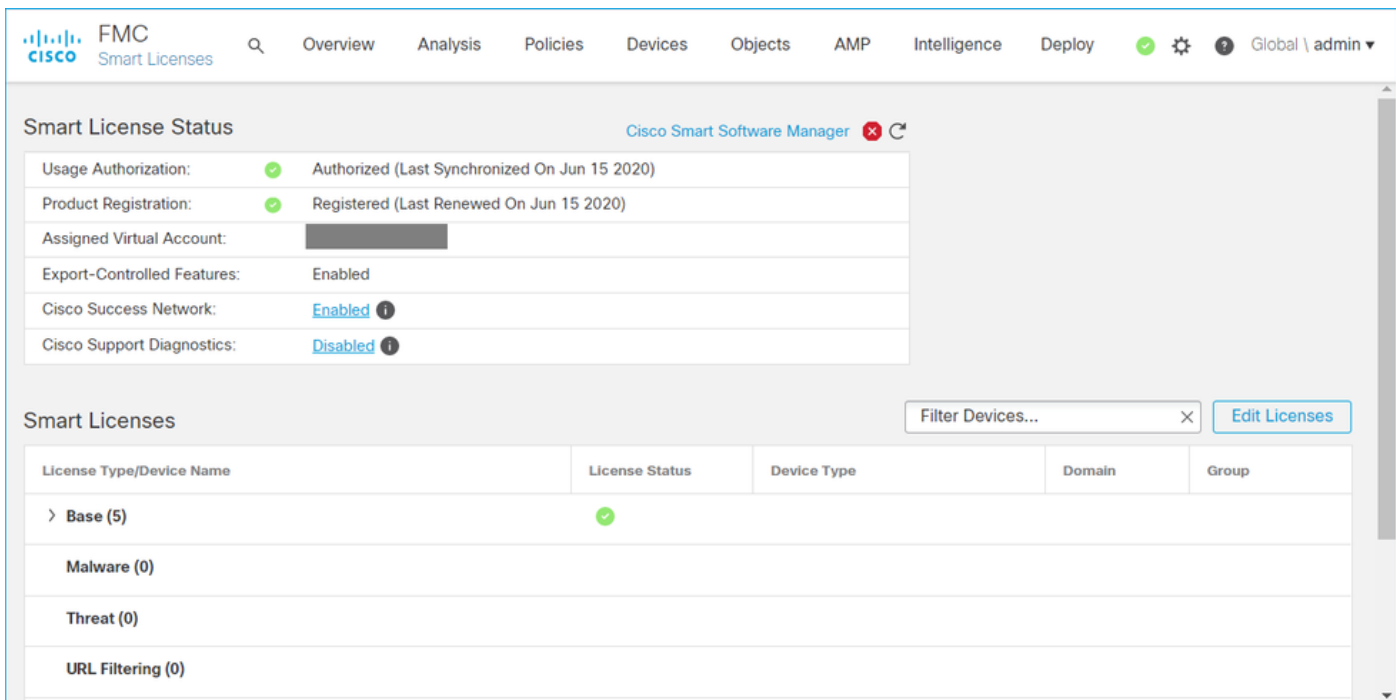 CISCO FMC Smart Licenses Overview Analysis Policies Devices Objects AMP Intelligence Deploy ? Global \ admin
Smart License Status Cisco Smart Software Manager
Usage Authorization: Authorized (Last Synchronized On Jun 15 2020)
Product Registration: Registered (Last Renewed On Jun 15 2020)
Assigned Virtual Account:
Export-Controlled Features: Enabled
Cisco Success Network: Enabled i
Cisco Support Diagnostics: Disabled i
Smart Licenses Filter Devices... Edit Licenses
License Type/Device Name License Status Device Type Domain Group
Base (5)
Malware (0)
Threat (0)
URL Filtering (0)